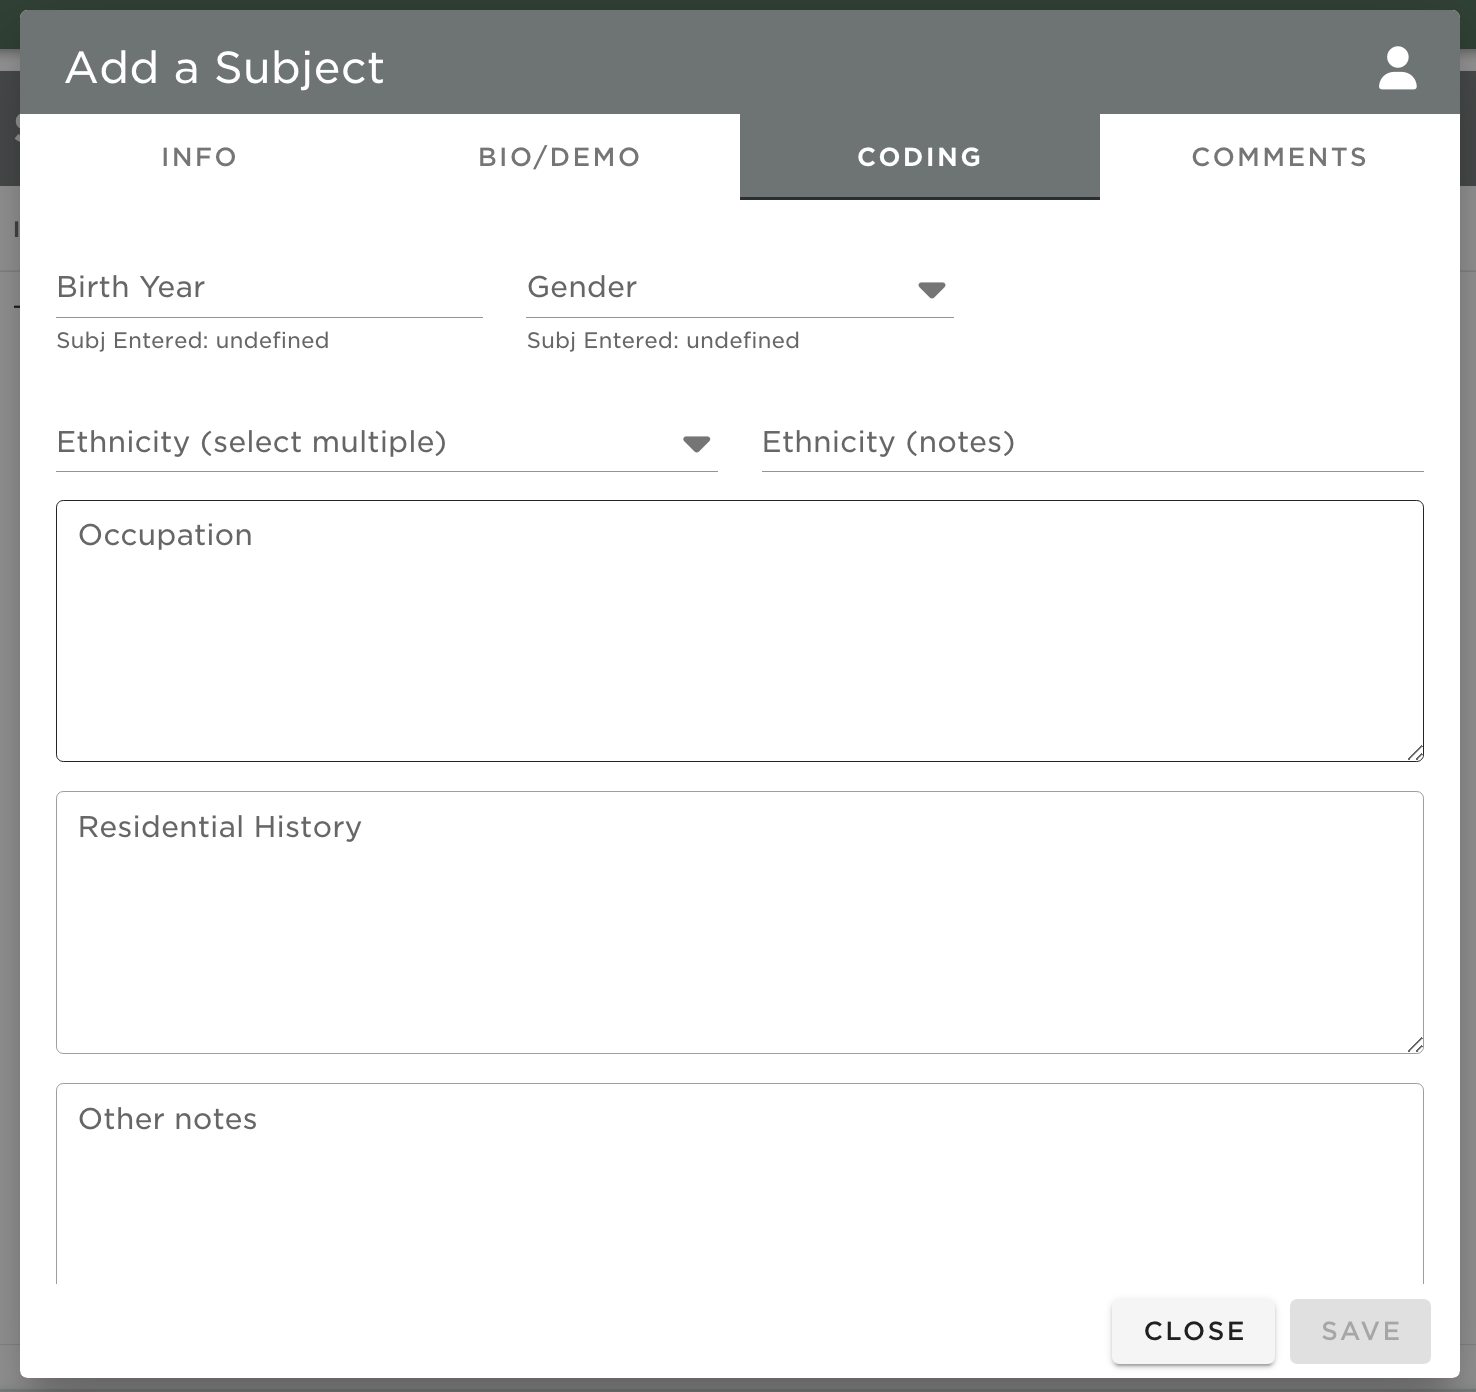 Add a Subject
INFO BIO/DEMO CODING COMMENTS
Birth Year Gender
Subj Entered: undefined Subj Entered: undefined
Ethnicity (select multiple) Ethnicity (notes)
Occupation
Residential History
Other notes
CLOSE SAVE